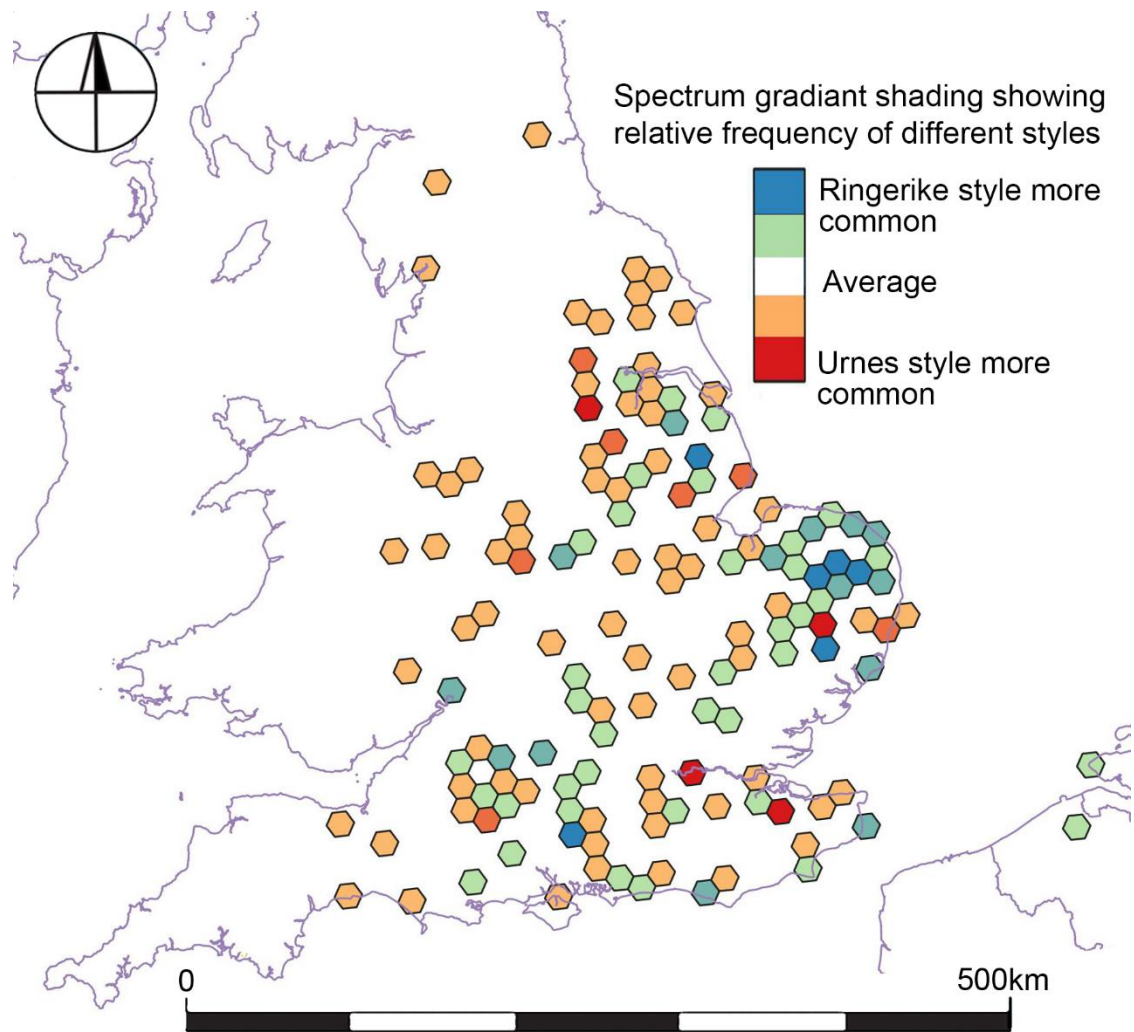 Spectrum gradiant shading showing
relative frequency of different styles
Ringerike style more
common
Average
Urnes style more
common
0
500km